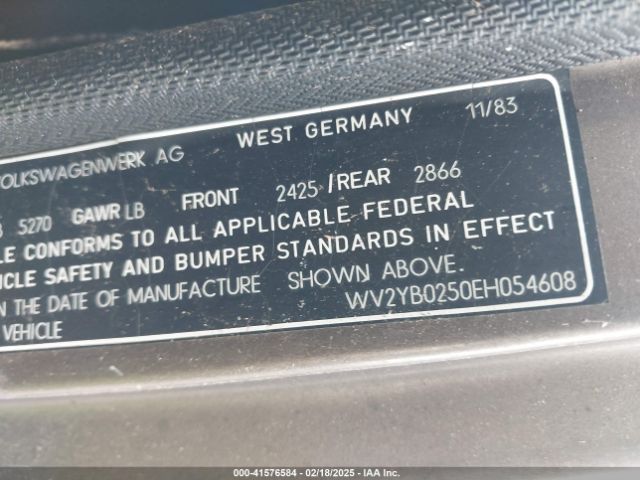 OLKSWAGENWERK AG WEST GERMANY 11/83
5270 GAWR LB FRONT 2425 / REAR 2866
LE CONFORMS TO ALL APPLICABLE FEDERAL
ICLE SAFETY AND BUMPER STANDARDS IN EFFECT
N THE DATE OF MANUFACTURE SHOWN ABOVE.
VEHICLE WV2YB0250EH054608
000-41576584 - 02/18/2025 - IAA Inc.